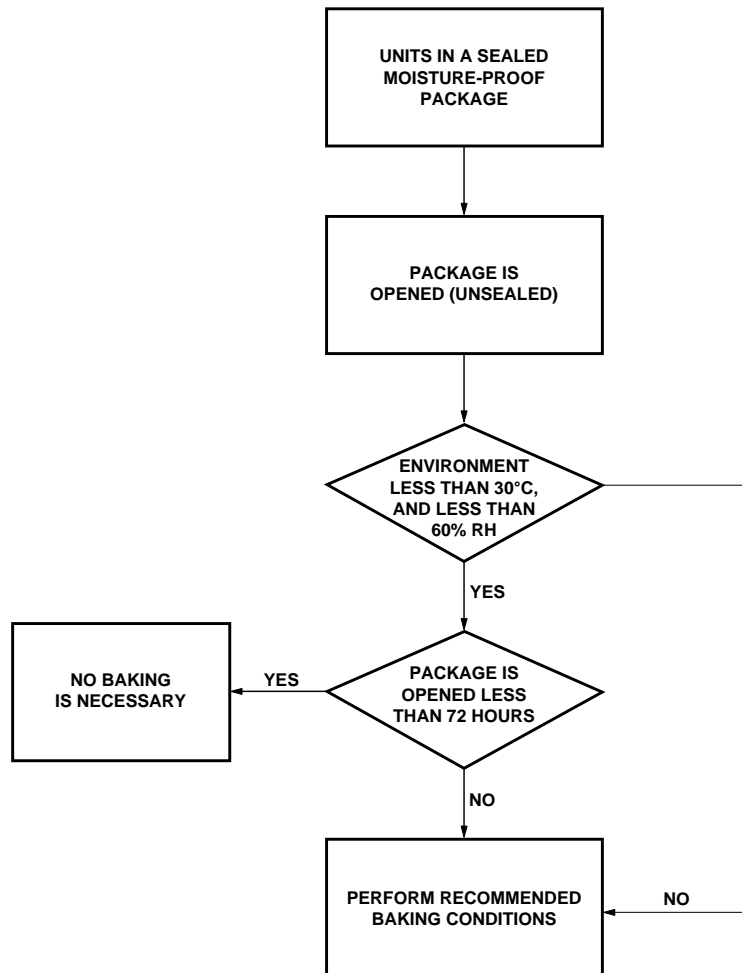 UNITS IN A SEALED
MOISTURE-PROOF
PACKAGE
PACKAGE IS
OPENED (UNSEALED)
ENVIRONMENT
LESS THAN 30°C,
AND LESS THAN
60% RH
YES
PACKAGE IS
OPENED LESS
THAN 72 HOURS
YES
NO BAKING
IS NECESSARY
NO
PERFORM RECOMMENDED
BAKING CONDITIONS
NO